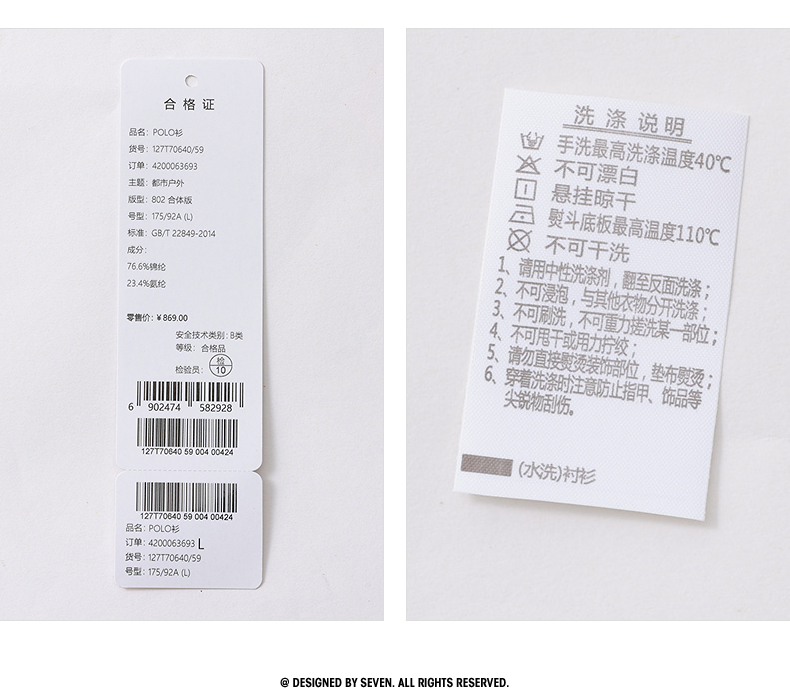 合格证
品名: POLO衫
货号: 127T70640/59
订单: 4200063693
主题: 都市户外
版型: 802 合体版
号型: 175/92A (L)
标准: GB/T 22849-2014
成分:
76.6%锦纶
23.4%氨纶
零售价: ¥869.00
安全技术类别: B类
等级: 合格品
检验员: 检 10
6 902474 582928
127T70640 59 004 00424
127T70640 59 004 00424
品名: POLO衫
订单: 4200063693 L
货号: 127T70640/59
号型: 175/92A (L)
洗涤说明
手洗最高洗涤温度40℃
不可漂白
悬挂晾干
熨斗底板最高温度110℃
不可干洗
1、请用中性洗涤剂，翻至反面洗涤；
2、不可浸泡，与其他衣物分开洗涤；
3、不可刷洗，不可重力搓洗某一部位；
4、不可甩干或用力拧绞；
5、请勿直接熨烫装饰部位，垫布熨烫；
6、穿着洗涤时注意防止指甲、饰品等
尖锐物刮伤。
(水洗)衬衫
@ DESIGNED BY SEVEN. ALL RIGHTS RESERVED.